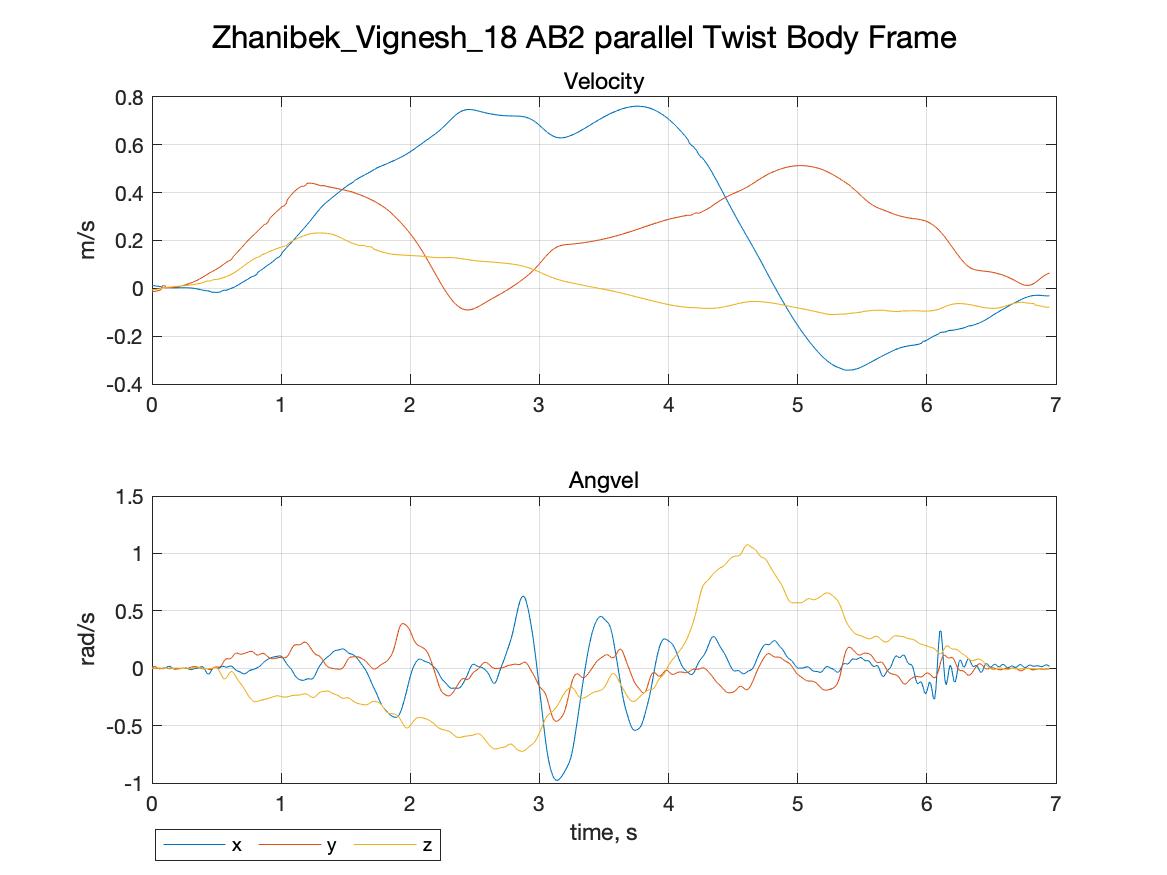 Zhanibek_Vignesh_18 AB2 parallel Twist Body Frame
Velocity
0.8
0.6
0.4
0.2
0
-0.2
-0.4
m/s
0 1 2 3 4 5 6 7
Angvel
1.5
1
0.5
0
-0.5
-1
rad/s
0 1 2 3 4 5 6 7
time, s
x y z